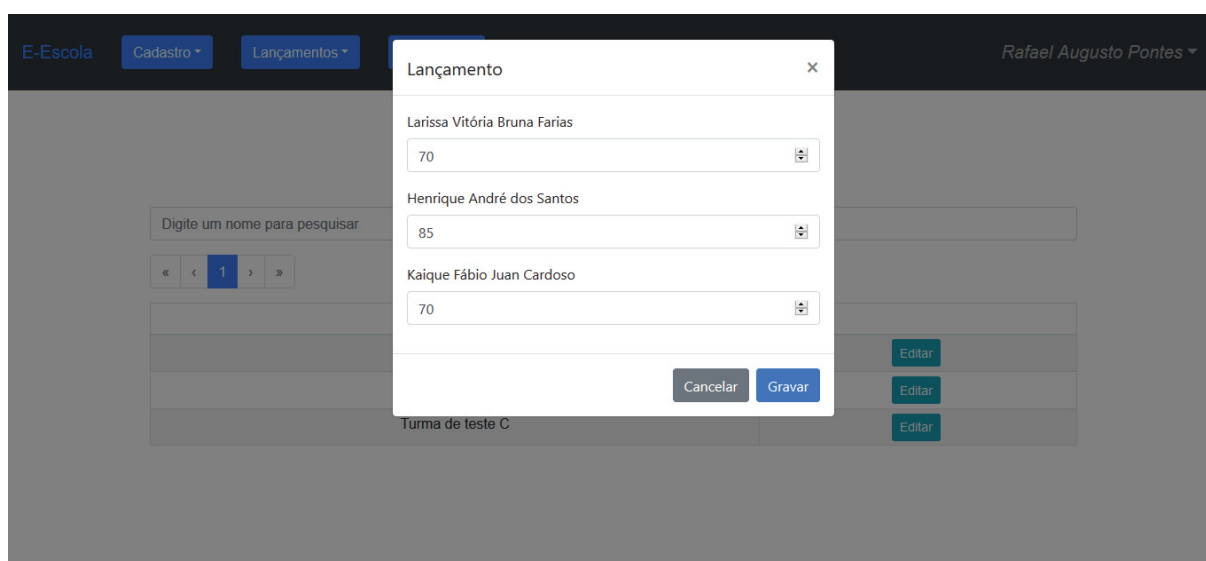 E-Escola
Cadastro
Lançamentos
Rafael Augusto Pontes
Lançamento
×
Larissa Vitória Bruna Farias
70
Henrique André dos Santos
85
Kaique Fábio Juan Cardoso
70
Cancelar
Gravar
Digite um nome para pesquisar
« ‹ 1 › »
Editar
Editar
Turma de teste C
Editar